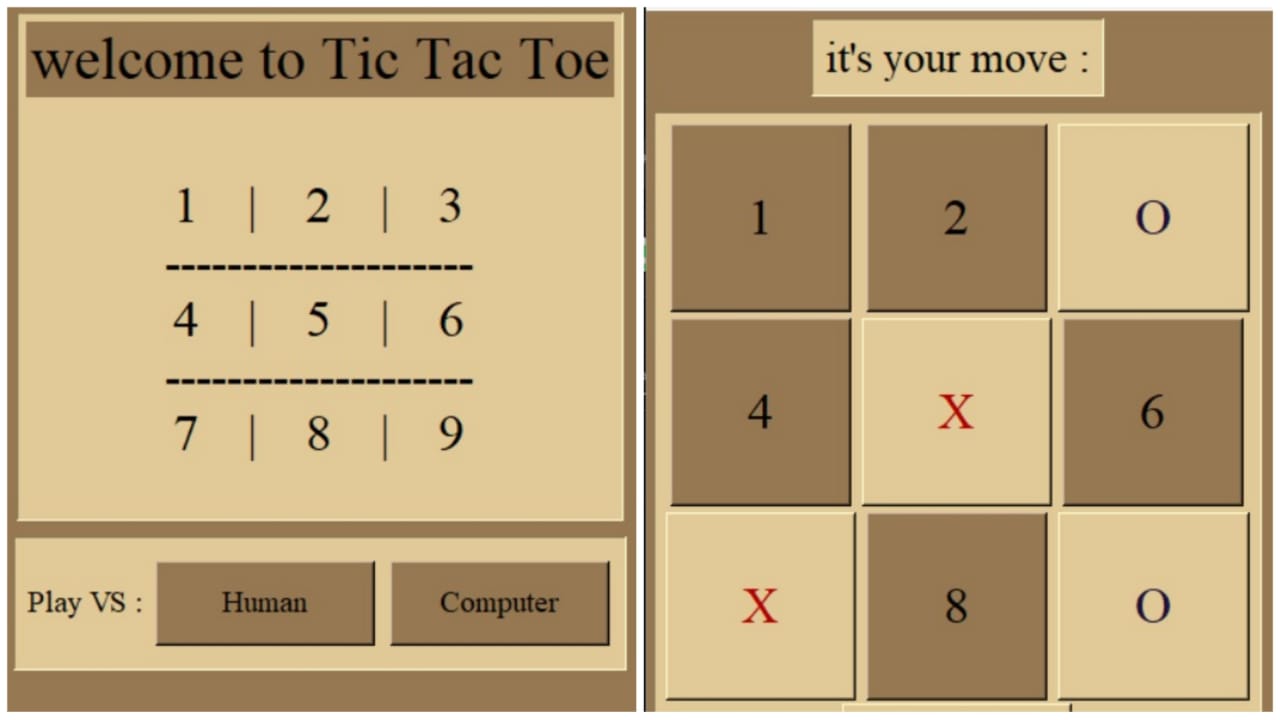 welcome to Tic Tac Toe
1 | 2 | 3
--------------------
4 | 5 | 6
--------------------
7 | 8 | 9
Play VS : Human Computer
it's your move :
1 2 O
4 X 6
X 8 O